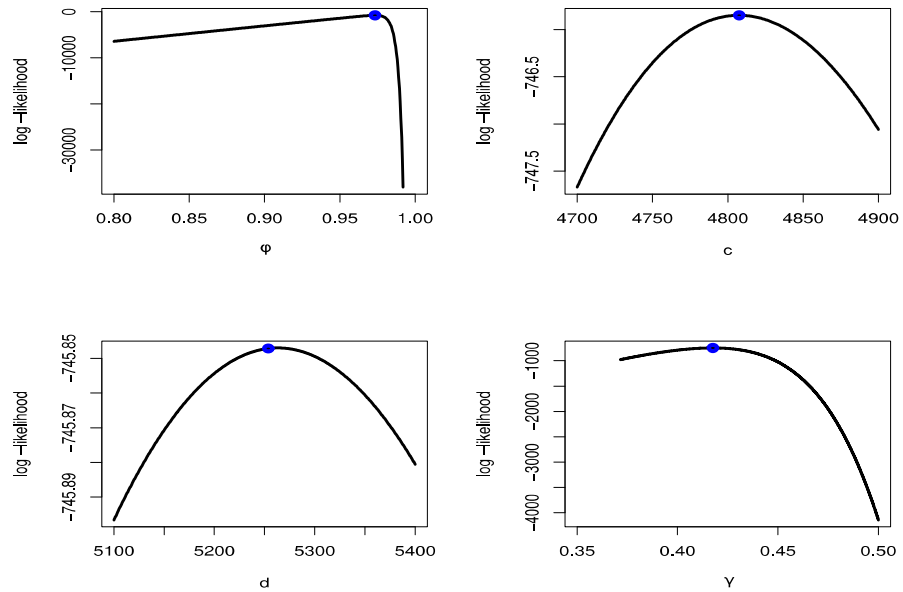 log-likelihood
0
-10000
-30000
0.80 0.85 0.90 0.95 1.00
φ
log-likelihood
-746.5
-747.5
4700 4750 4800 4850 4900
c
log-likelihood
-745.85
-745.87
-745.89
5100 5200 5300 5400
d
log-likelihood
-1000
-2000
-3000
-4000
0.35 0.40 0.45 0.50
γ